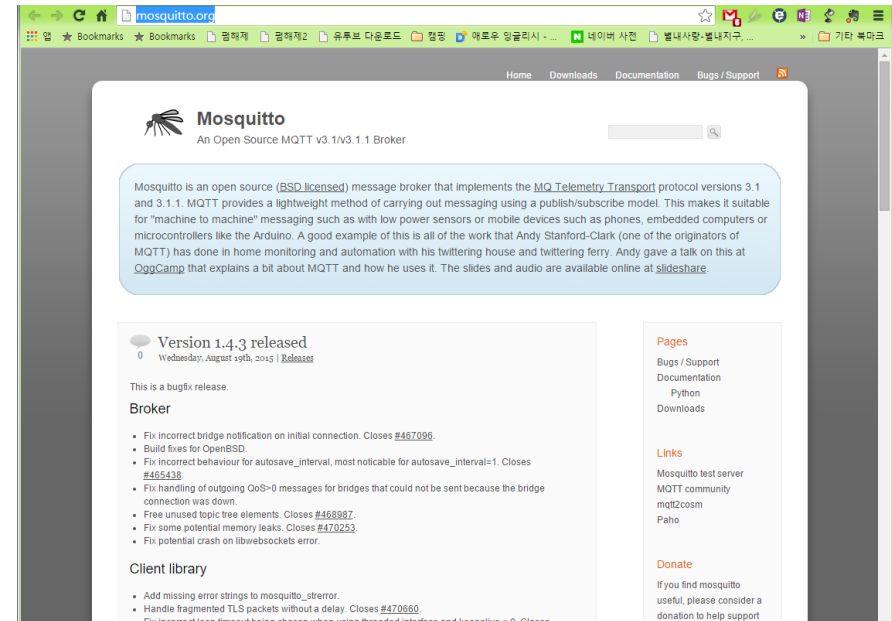 mosquitto.org
앱 Bookmarks Bookmarks 펌해제 펌해제2 유투브 다운로드 캠핑 애로우 잉글리시 - ... 네이버 사전 별내사랑-별내지구, ... » 기타 북마크
Home Downloads Documentation Bugs / Support
Mosquitto
An Open Source MQTT v3.1/v3.1.1 Broker
Mosquitto is an open source (BSD licensed) message broker that implements the MQ Telemetry Transport protocol versions 3.1
and 3.1.1. MQTT provides a lightweight method of carrying out messaging using a publish/subscribe model. This makes it suitable
for "machine to machine" messaging such as with low power sensors or mobile devices such as phones, embedded computers or
microcontrollers like the Arduino. A good example of this is all of the work that Andy Stanford-Clark (one of the originators of
MQTT) has done in home monitoring and automation with his twittering house and twittering ferry. Andy gave a talk on this at
OggCamp that explains a bit about MQTT and how he uses it. The slides and audio are available online at slideshare.
Version 1.4.3 released
0
Wednesday, August 19th, 2015 | Releases
This is a bugfix release.
Broker
• Fix incorrect bridge notification on initial connection. Closes #467096.
• Build fixes for OpenBSD.
• Fix incorrect behaviour for autosave_interval, most noticable for autosave_interval=1. Closes
#465438.
• Fix handling of outgoing QoS>0 messages for bridges that could not be sent because the bridge
connection was down.
• Free unused topic tree elements. Closes #468987.
• Fix some potential memory leaks. Closes #470253.
• Fix potential crash on libwebsockets error.
Client library
• Add missing error strings to mosquitto_strerror.
• Handle fragmented TLS packets without a delay. Closes #470660.
• Fix incorrect loop timeout being chosen when using threaded interface and keepalive = 0. Closes
Pages
Bugs / Support
Documentation
Python
Downloads
Links
Mosquitto test server
MQTT community
mqtt2cosm
Paho
Donate
If you find mosquitto
useful, please consider a
donation to help support